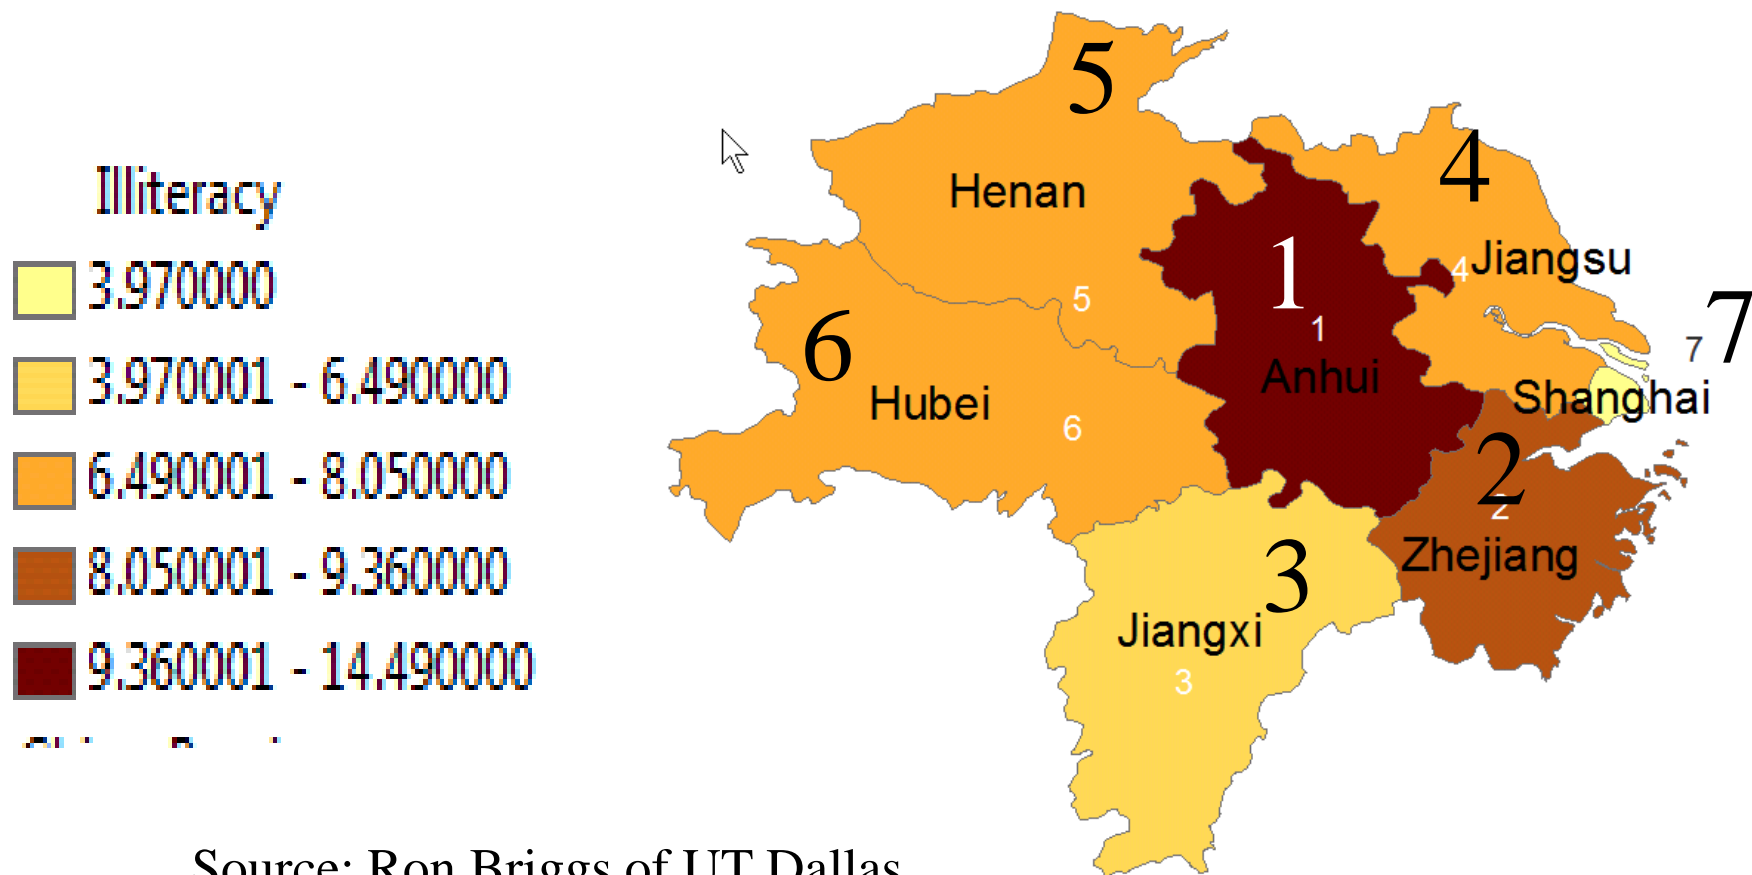 Illiteracy
3.970000
3.970001 - 6.490000
6.490001 - 8.050000
8.050001 - 9.360000
9.360001 - 14.490000
5
Henan
5
4
Jiangsu
4
1
1
Anhui
7
7
6
Hubei
6
Shanghai
2
2
Zhejiang
3
Jiangxi
3
Source: Ron Briggs of UT Dallas